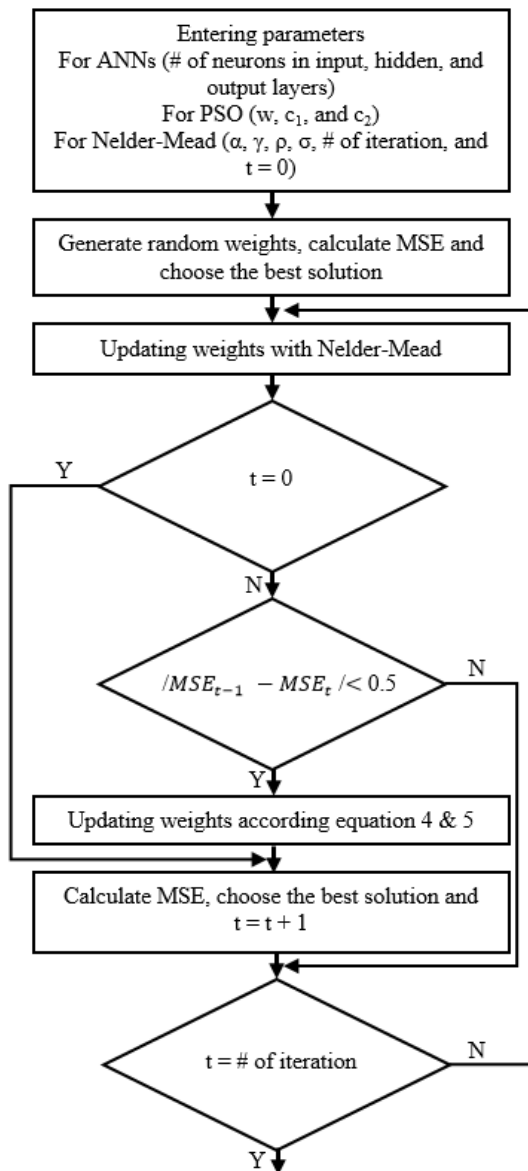 Entering parameters
For ANNs (# of neurons in input, hidden, and
output layers)
For PSO (w, c₁, and c₂)
For Nelder-Mead (α, γ, ρ, σ, # of iteration, and
t = 0)
Generate random weights, calculate MSE and
choose the best solution
Updating weights with Nelder-Mead
t = 0
Y
N
/MSEₜ₋₁ − MSEₜ /< 0.5
N
Y
Updating weights according equation 4 & 5
Calculate MSE, choose the best solution and
t = t + 1
t = # of iteration
N
Y